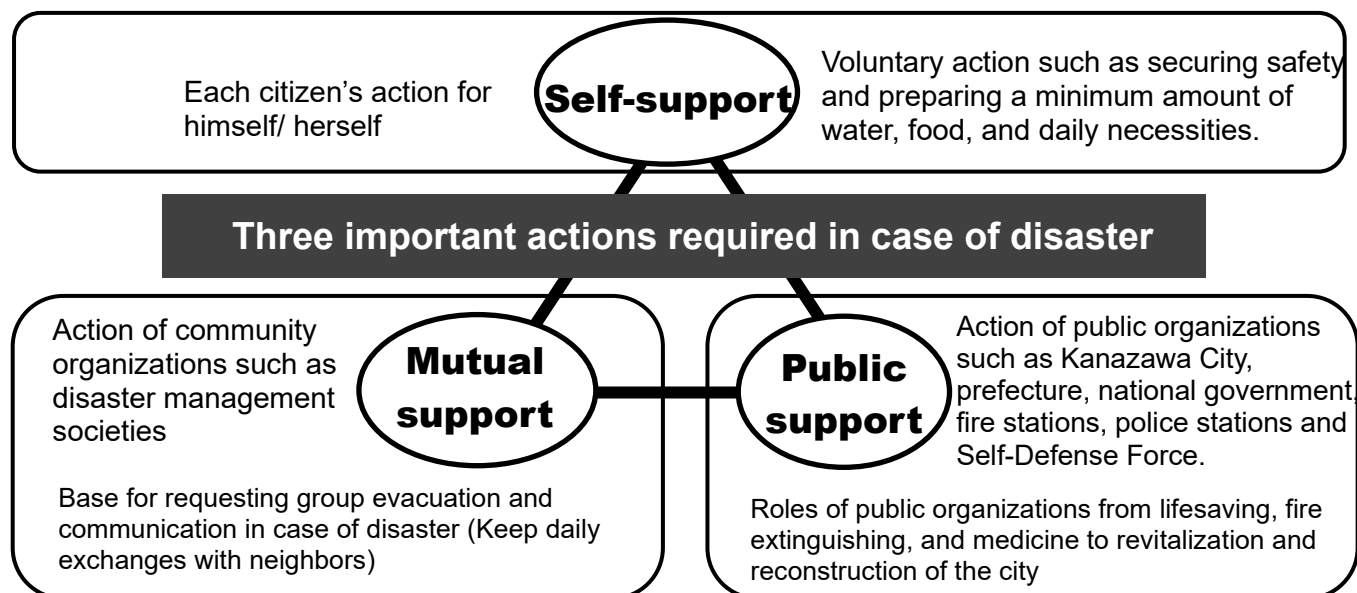 Each citizen's action for
himself/ herself
Self-support
Voluntary action such as securing safety
and preparing a minimum amount of
water, food, and daily necessities.
Three important actions required in case of disaster
Action of community
organizations such as
disaster management
societies
Mutual
support
Base for requesting group evacuation and
communication in case of disaster (Keep daily
exchanges with neighbors)
Public
support
Action of public organizations
such as Kanazawa City,
prefecture, national government,
fire stations, police stations and
Self-Defense Force.
Roles of public organizations from lifesaving, fire
extinguishing, and medicine to revitalization and
reconstruction of the city